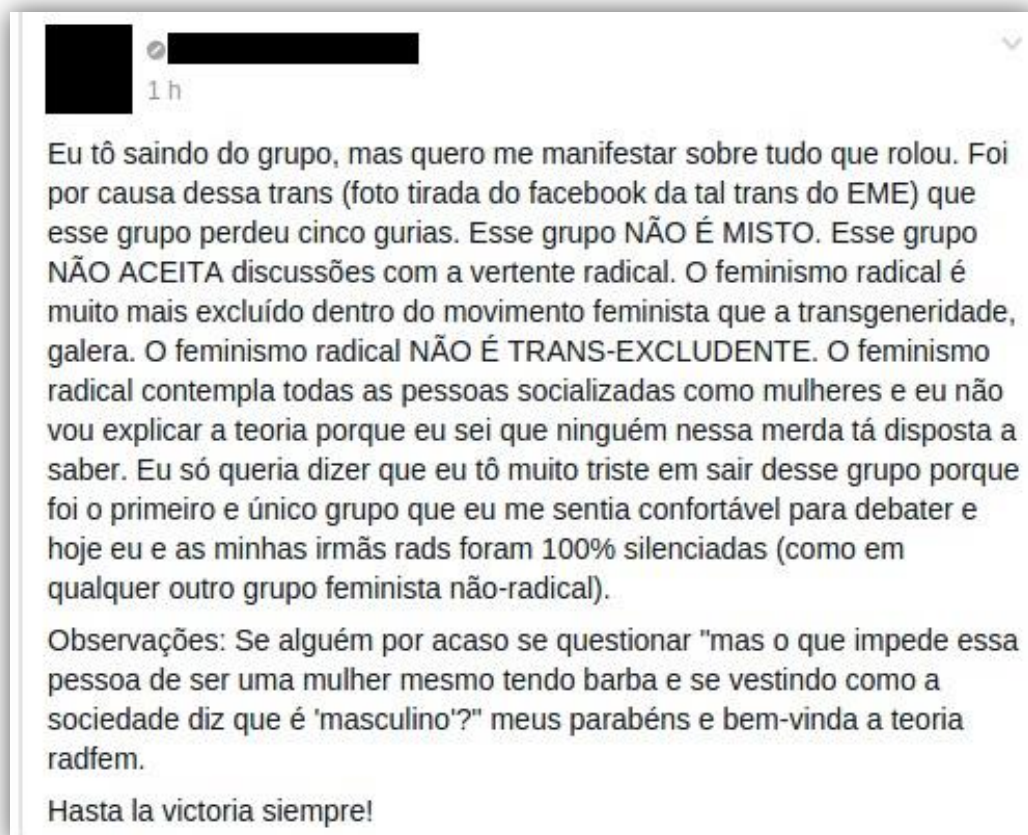 1 h
Eu tô saindo do grupo, mas quero me manifestar sobre tudo que rolou. Foi
por causa dessa trans (foto tirada do facebook da tal trans do EME) que
esse grupo perdeu cinco gurias. Esse grupo NÃO É MISTO. Esse grupo
NÃO ACEITA discussões com a vertente radical. O feminismo radical é
muito mais excluído dentro do movimento feminista que a transgeneridade,
galera. O feminismo radical NÃO É TRANS-EXCLUDENTE. O feminismo
radical contempla todas as pessoas socializadas como mulheres e eu não
vou explicar a teoria porque eu sei que ninguém nessa merda tá disposta a
saber. Eu só queria dizer que eu tô muito triste em sair desse grupo porque
foi o primeiro e único grupo que eu me sentia confortável para debater e
hoje eu e as minhas irmãs rads foram 100% silenciadas (como em
qualquer outro grupo feminista não-radical).
Observações: Se alguém por acaso se questionar "mas o que impede essa
pessoa de ser uma mulher mesmo tendo barba e se vestindo como a
sociedade diz que é 'masculino'?" meus parabéns e bem-vinda a teoria
radfem.
Hasta la victoria siempre!